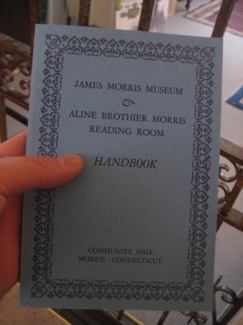 JAMES MORRIS MUSEUM
&
ALINE BROTHIER MORRIS
READING ROOM
HANDBOOK
COMMUNITY HALL
MORRIS · CONNECTICUT